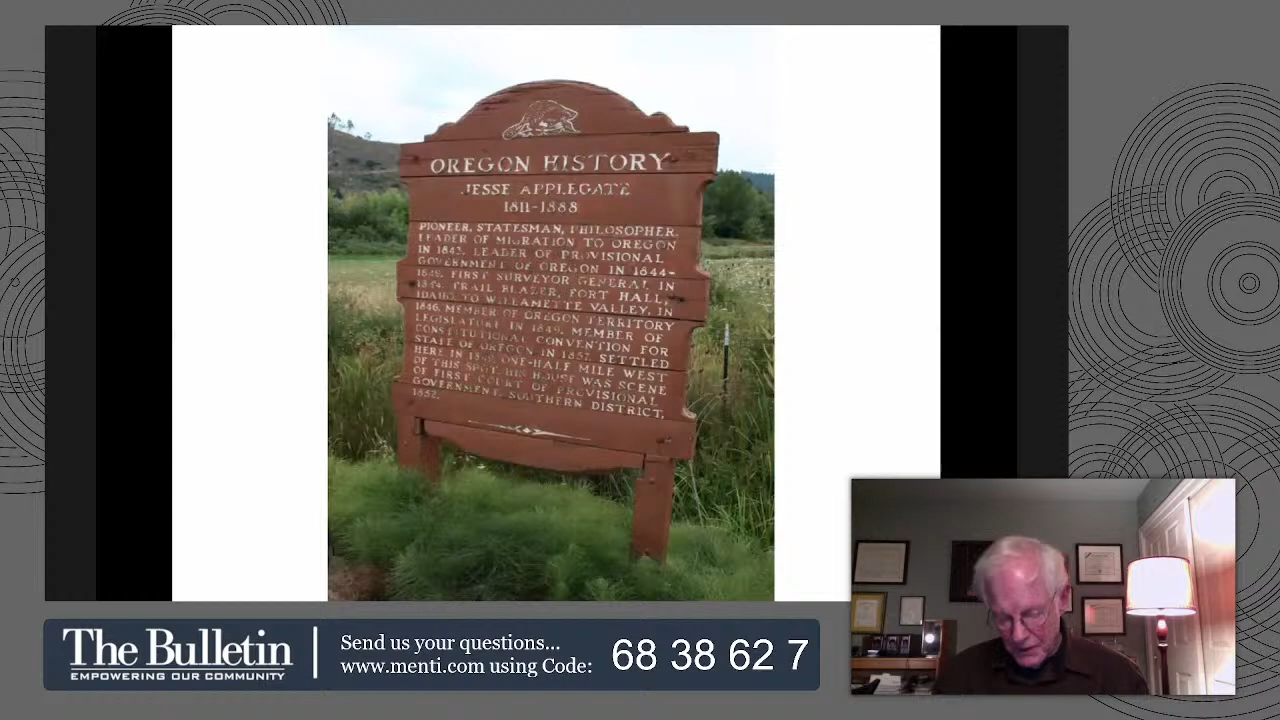 OREGON HISTORY
JESSE APPLEGATE
1811-1888
PIONEER, STATESMAN, PHILOSOPHER.
LEADER OF MIGRATION TO OREGON
IN 1843. LEADER OF PROVISIONAL
GOVERNMENT OF OREGON IN 1844-
1849. FIRST SURVEYOR GENERAL IN
1844. TRAIL BLAZER, FORT HALL,
IDAHO TO WILLAMETTE VALLEY, IN
1846. MEMBER OF OREGON TERRITORY
LEGISLATURE IN 1849. MEMBER OF
CONSTITUTIONAL CONVENTION FOR
STATE OF OREGON IN 1857. SETTLED
HERE IN ONE-HALF MILE WEST
OF THIS SPOT. HIS HOUSE WAS SCENE
OF FIRST COURT OF PROVISIONAL
GOVERNMENT, SOUTHERN DISTRICT,
1852.
The Bulletin
EMPOWERING OUR COMMUNITY
Send us your questions...
www.menti.com using Code:
68 38 62 7